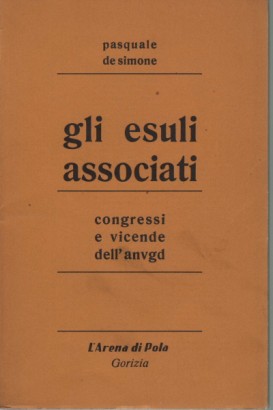 pasquale
de simone
gli esuli
associati
congressi
e vicende
dell'anvgd
L'Arena di Pola
Gorizia